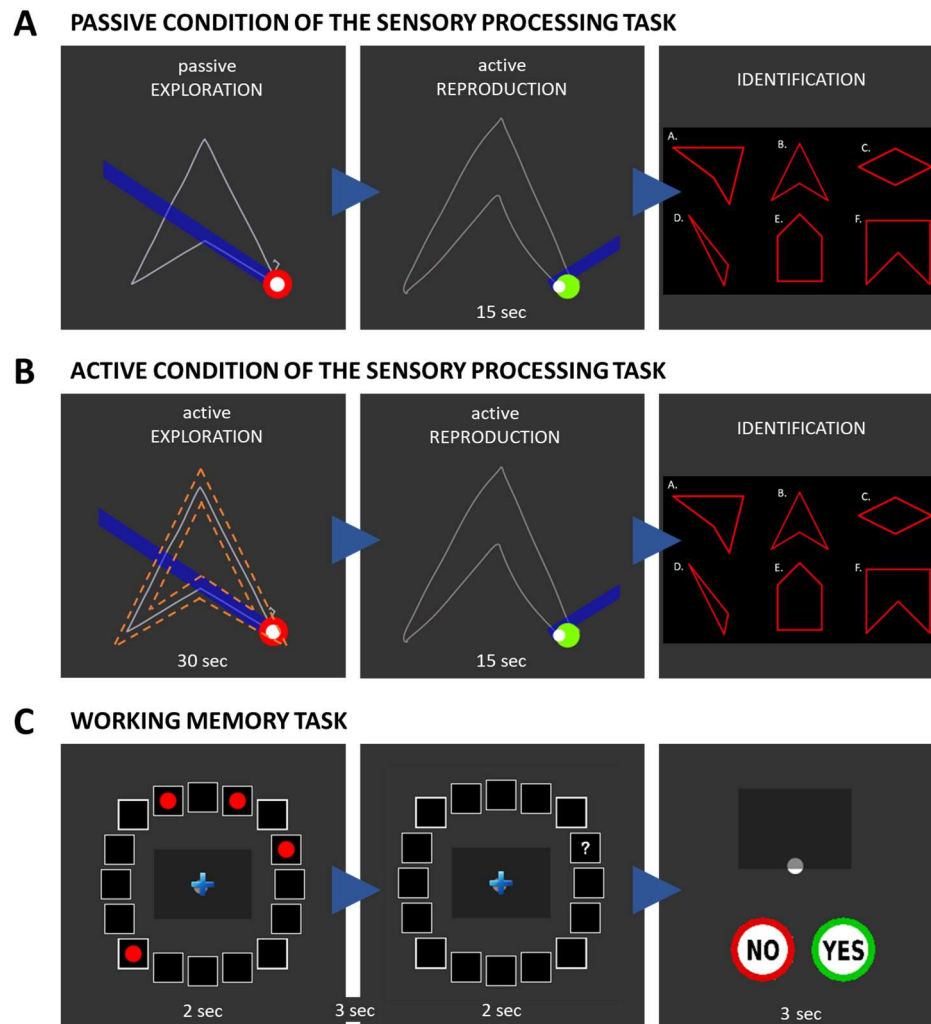 A PASSIVE CONDITION OF THE SENSORY PROCESSING TASK
passive
EXPLORATION
active
REPRODUCTION
15 sec
IDENTIFICATION
A.
B.
C.
D.
E.
F.
B ACTIVE CONDITION OF THE SENSORY PROCESSING TASK
active
EXPLORATION
30 sec
active
REPRODUCTION
15 sec
IDENTIFICATION
A.
B.
C.
D.
E.
F.
C WORKING MEMORY TASK
2 sec
3 sec
?
2 sec
NO
YES
3 sec